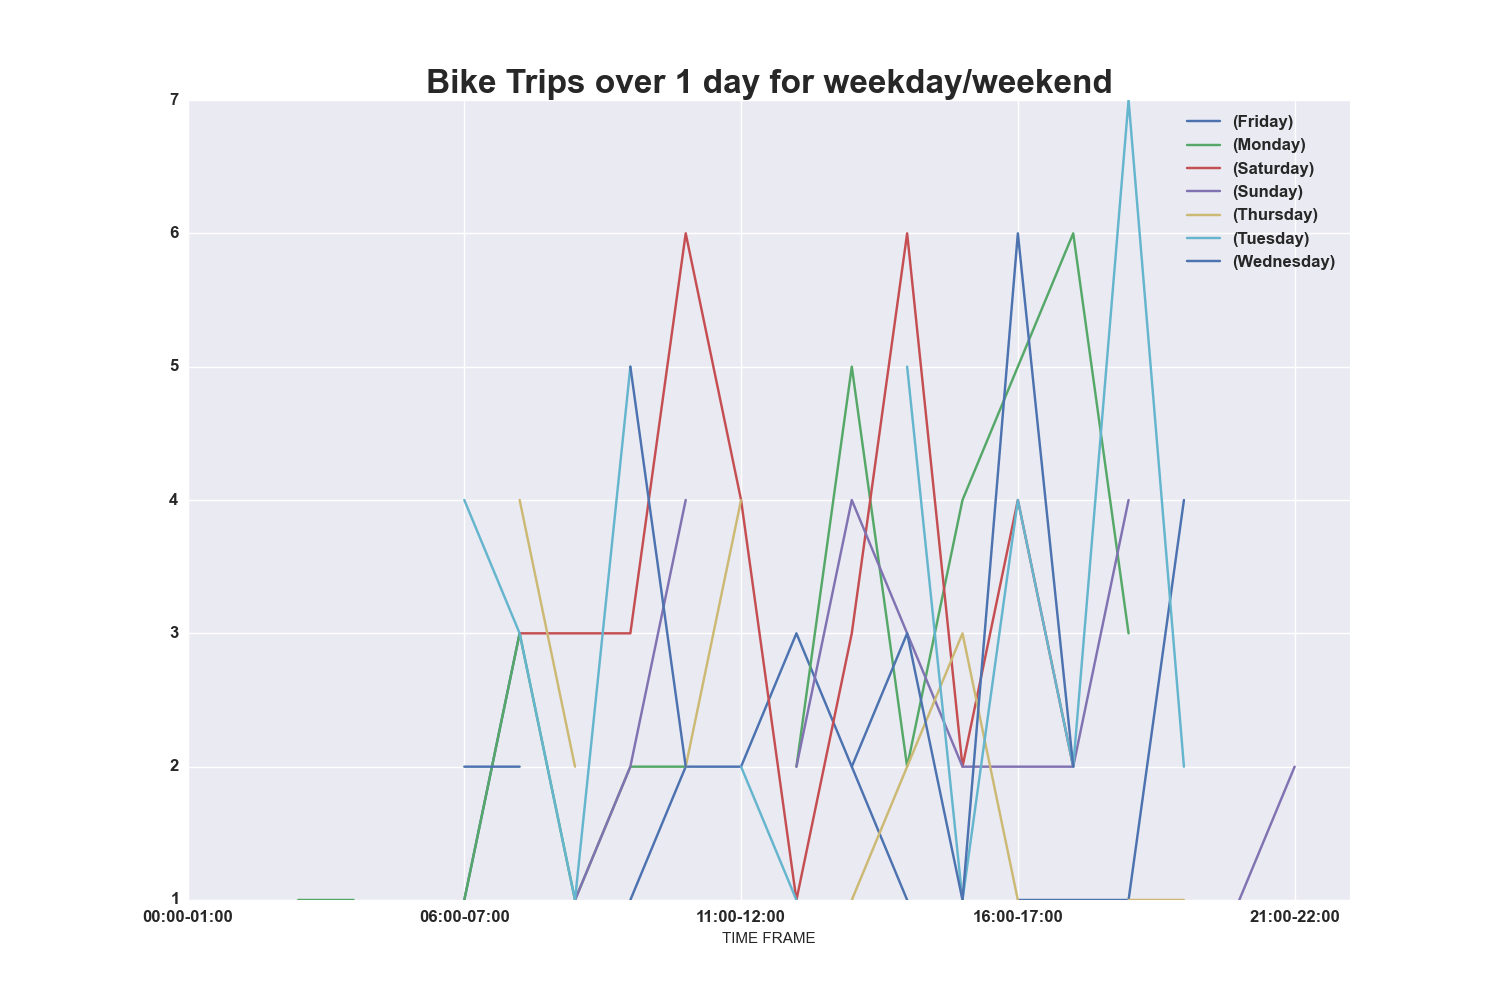 Bike Trips over 1 day for weekday/weekend
7
6
5
4
3
2
1
(Friday)
(Monday)
(Saturday)
(Sunday)
(Thursday)
(Tuesday)
(Wednesday)
00:00-01:00 06:00-07:00 11:00-12:00 16:00-17:00 21:00-22:00
TIME FRAME